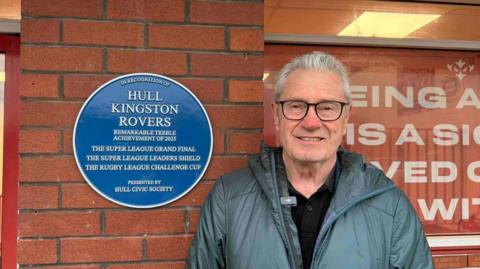 IN RECOGNITION OF
HULL
KINGSTON
ROVERS
REMARKABLE TREBLE
ACHIEVEMENT OF 2025
THE SUPER LEAGUE GRAND FINAL
THE SUPER LEAGUE LEADERS SHIELD
THE RUGBY LEAGUE CHALLENGE CUP
PRESENTED BY
HULL CIVIC SOCIETY
EING A
IS A SI
VED O
WIT